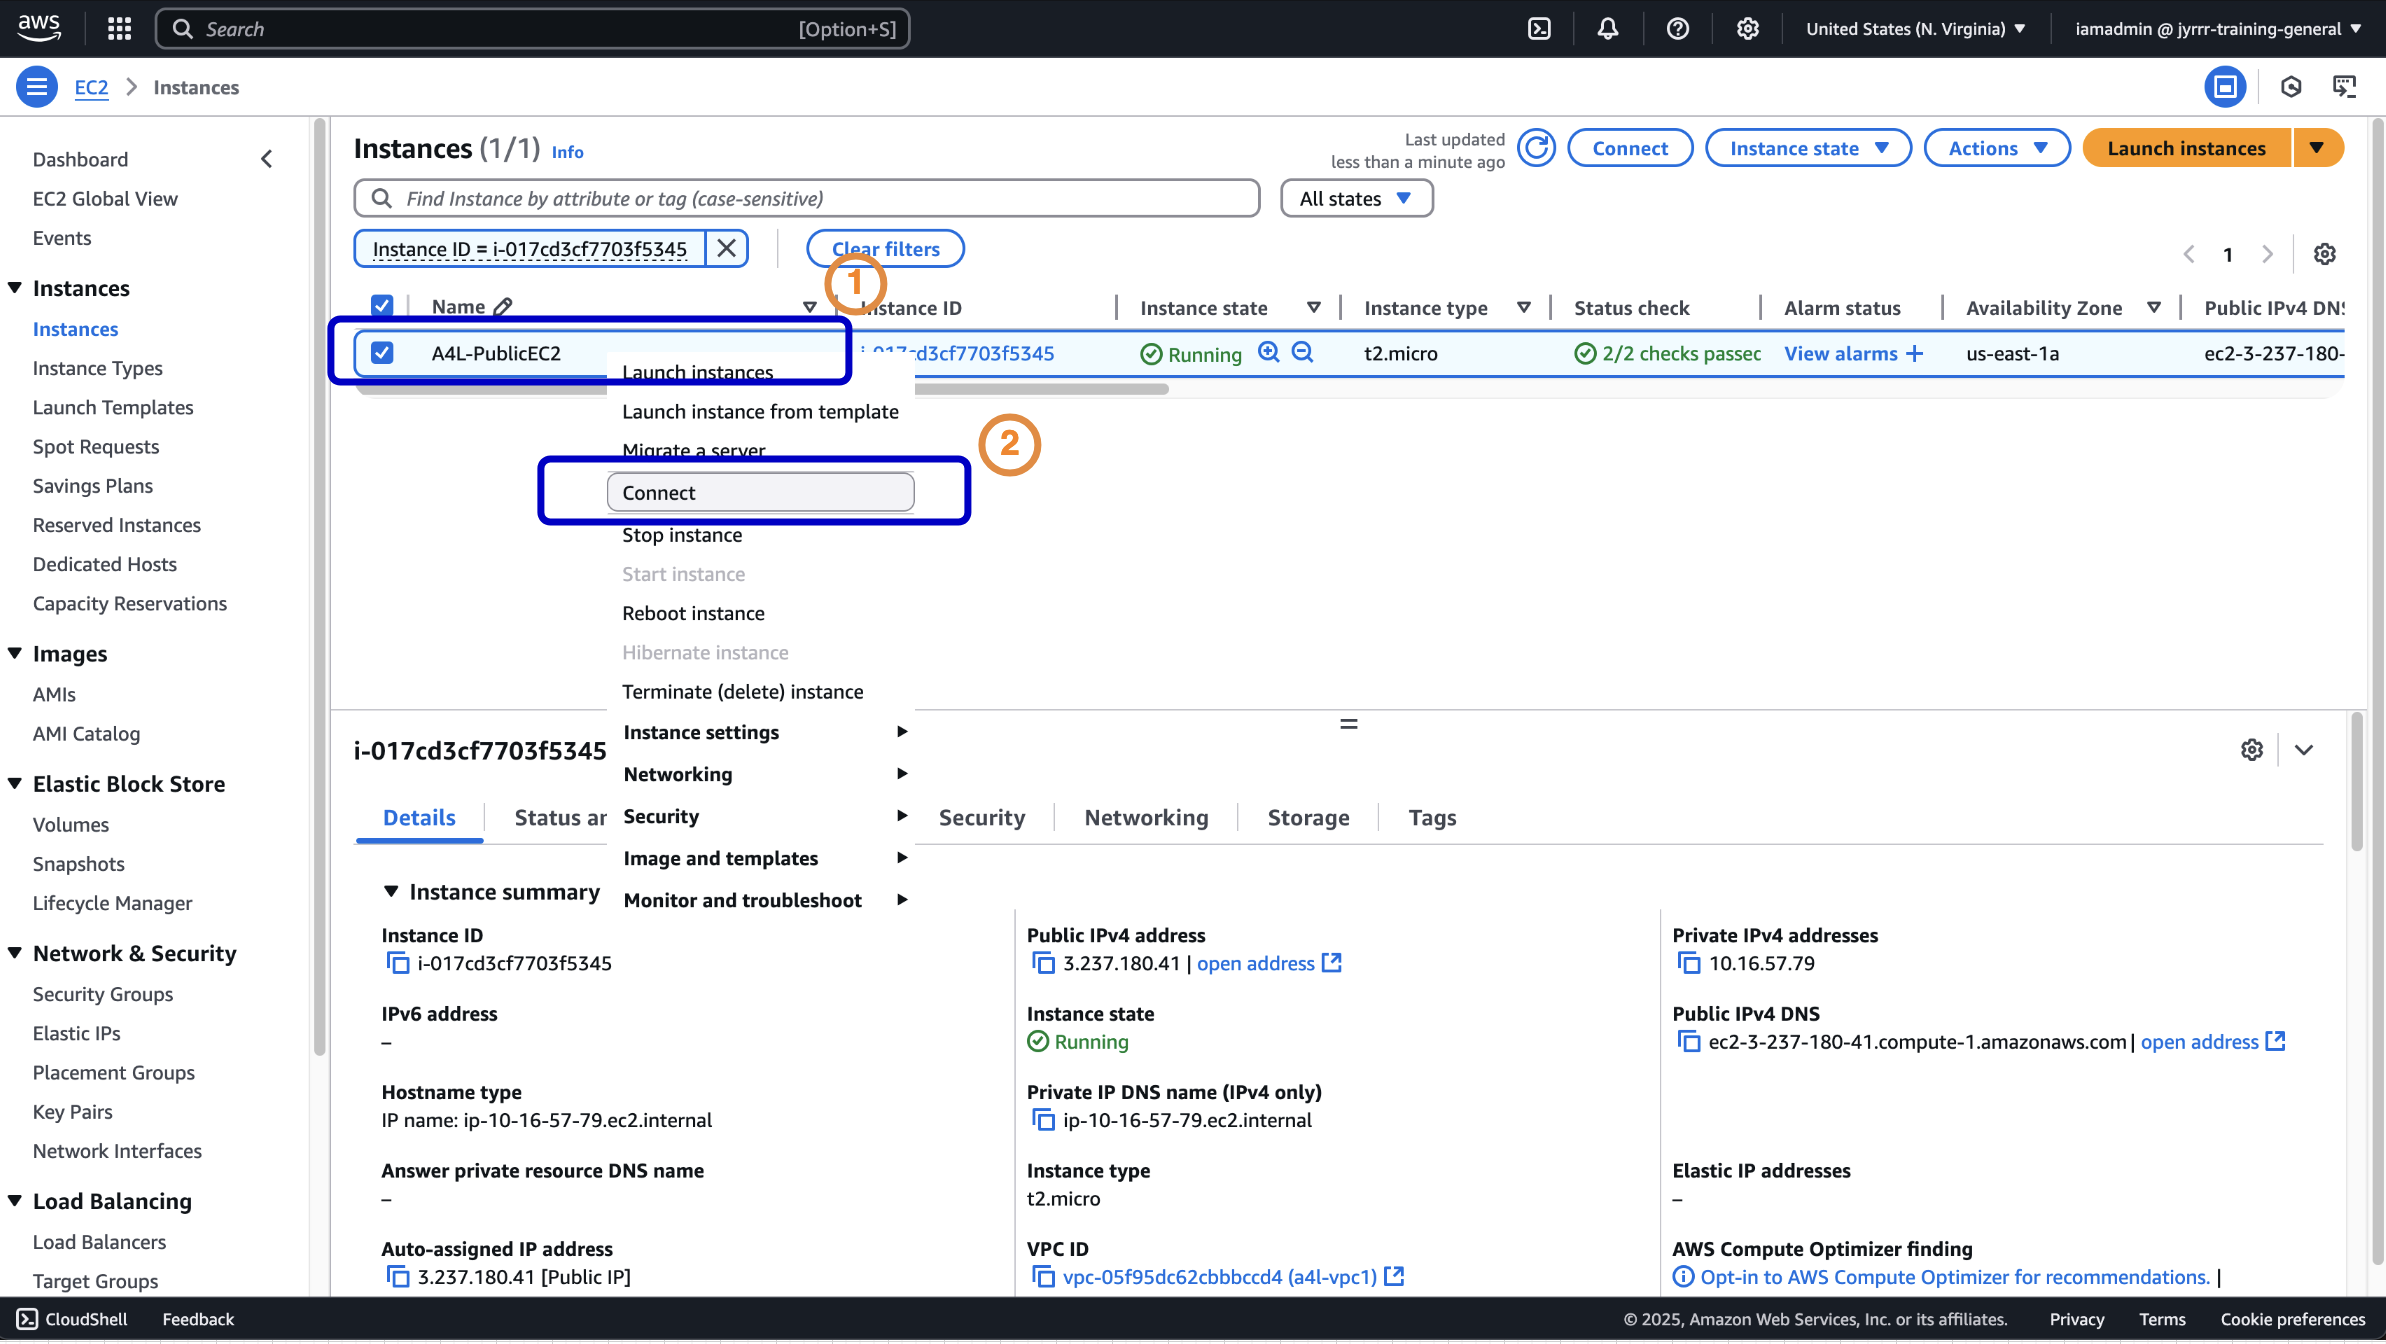 aws
Search
[Option+S]
United States (N. Virginia)
iamadmin @ jyrrr-training-general
EC2
Instances
Dashboard
EC2 Global View
Events
Instances
Instances
Instance Types
Launch Templates
Spot Requests
Savings Plans
Reserved Instances
Dedicated Hosts
Capacity Reservations
Images
AMIs
AMI Catalog
Elastic Block Store
Volumes
Snapshots
Lifecycle Manager
Network & Security
Security Groups
Elastic IPs
Placement Groups
Key Pairs
Network Interfaces
Load Balancing
Load Balancers
Target Groups
Instances (1/1) Info
Last updated
less than a minute ago
Connect
Instance state
Actions
Launch instances
Find Instance by attribute or tag (case-sensitive)
All states
Instance ID = i-017cd3cf7703f5345
Clear filters
1
1
Name
Instance ID
Instance state
Instance type
Status check
Alarm status
Availability Zone
Public IPv4 DNS
A4L-PublicEC2
i-017cd3cf7703f5345
Running
t2.micro
2/2 checks passed
View alarms +
us-east-1a
ec2-3-237-180-
Launch instances
Launch instance from template
Migrate a server
2
Connect
Stop instance
Start instance
Reboot instance
Hibernate instance
Terminate (delete) instance
Instance settings
Networking
Security
Image and templates
Monitor and troubleshoot
i-017cd3cf7703f5345
Details
Status ar
Security
Networking
Storage
Tags
Instance summary
Instance ID
i-017cd3cf7703f5345
Public IPv4 address
3.237.180.41 | open address
Private IPv4 addresses
10.16.57.79
IPv6 address
–
Instance state
Running
Public IPv4 DNS
ec2-3-237-180-41.compute-1.amazonaws.com | open address
Hostname type
IP name: ip-10-16-57-79.ec2.internal
Private IP DNS name (IPv4 only)
ip-10-16-57-79.ec2.internal
Answer private resource DNS name
–
Instance type
t2.micro
Elastic IP addresses
–
Auto-assigned IP address
3.237.180.41 [Public IP]
VPC ID
vpc-05f95dc62cbbbccd4 (a4l-vpc1)
AWS Compute Optimizer finding
Opt-in to AWS Compute Optimizer for recommendations. |
CloudShell
Feedback
© 2025, Amazon Web Services, Inc. or its affiliates.
Privacy
Terms
Cookie preferences